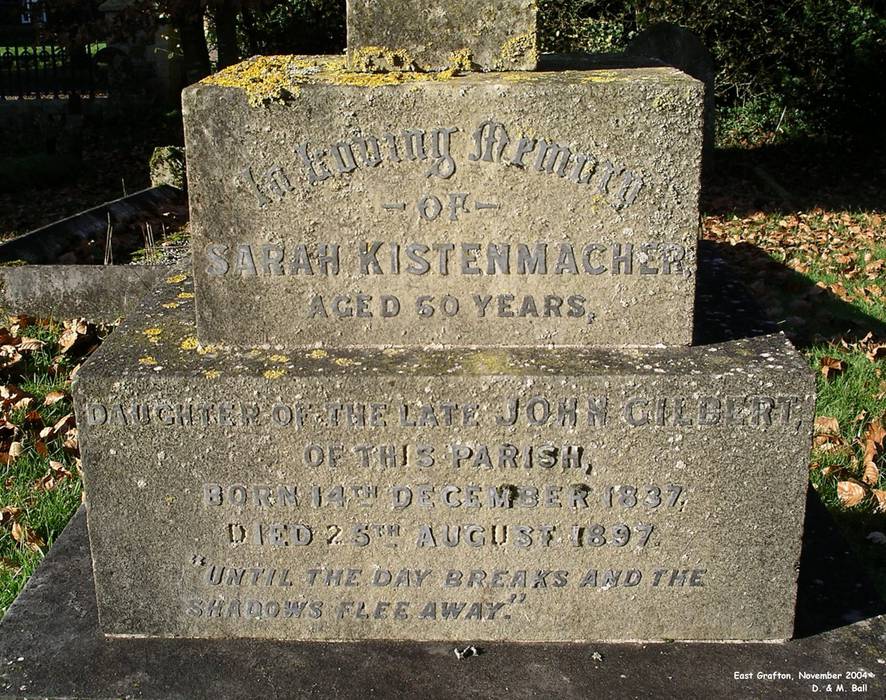 In Loving Memory
- OF -
SARAH KISTENMACHER
AGED 60 YEARS,
DAUGHTER OF THE LATE JOHN GILBERT,
OF THIS PARISH,
BORN 14TH DECEMBER 1837,
DIED 25TH AUGUST 1897.
"UNTIL THE DAY BREAKS AND THE
SHADOWS FLEE AWAY."
East Grafton, November 2004
D. & M. Ball